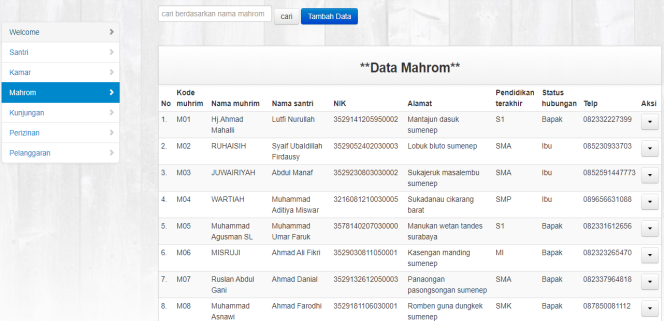 cari berdasarkan nama mahrom cari Tambah Data
Welcome
Santri
Kamar
Mahrom
Kunjungan
Perizinan
Pelanggaran
**Data Mahrom**
No Kode muhrim Nama muhrim Nama santri NIK Alamat Pendidikan terakhir Status hubungan Telp Aksi
1. M01 Hj.Ahmad Mahalli Lutfi Nurullah 3529141205950002 Mantajun dasuk sumenep S1 Bapak 082332227399
2. M02 RUHAISIH Syaif Ubaldillah Firdausy 3529052402030003 Lobuk bluto sumenep SMA Ibu 085230933703
3. M03 JUWAIRIYAH Abdul Manaf 3529230803030002 Sukajeruk masalembu sumenep SMA Ibu 0852591447773
4. M04 WARTIAH Muhammad Aditiya Miswar 3216081210030005 Sukadanau cikarang barat SMP Ibu 089656631088
5. M05 Muhammad Agusman SL Muhammad Umar Faruk 3578140207030000 Manukan wetan tandes surabaya S1 Bapak 082331612656
6. M06 MISRUJI Ahmad Ali Fikri 3529030811050001 Kasengan manding sumenep MI Bapak 082323265470
7. M07 Ruslan Abdul Gani Ahmad Danial 3529132612050003 Panaongan pasongsongan sumenep SMA Bapak 082337964818
8. M08 Muhammad Asnawi Ahmad Farodhi 3529181106030001 Romben guna dungkek sumenep SMK Bapak 087850081112